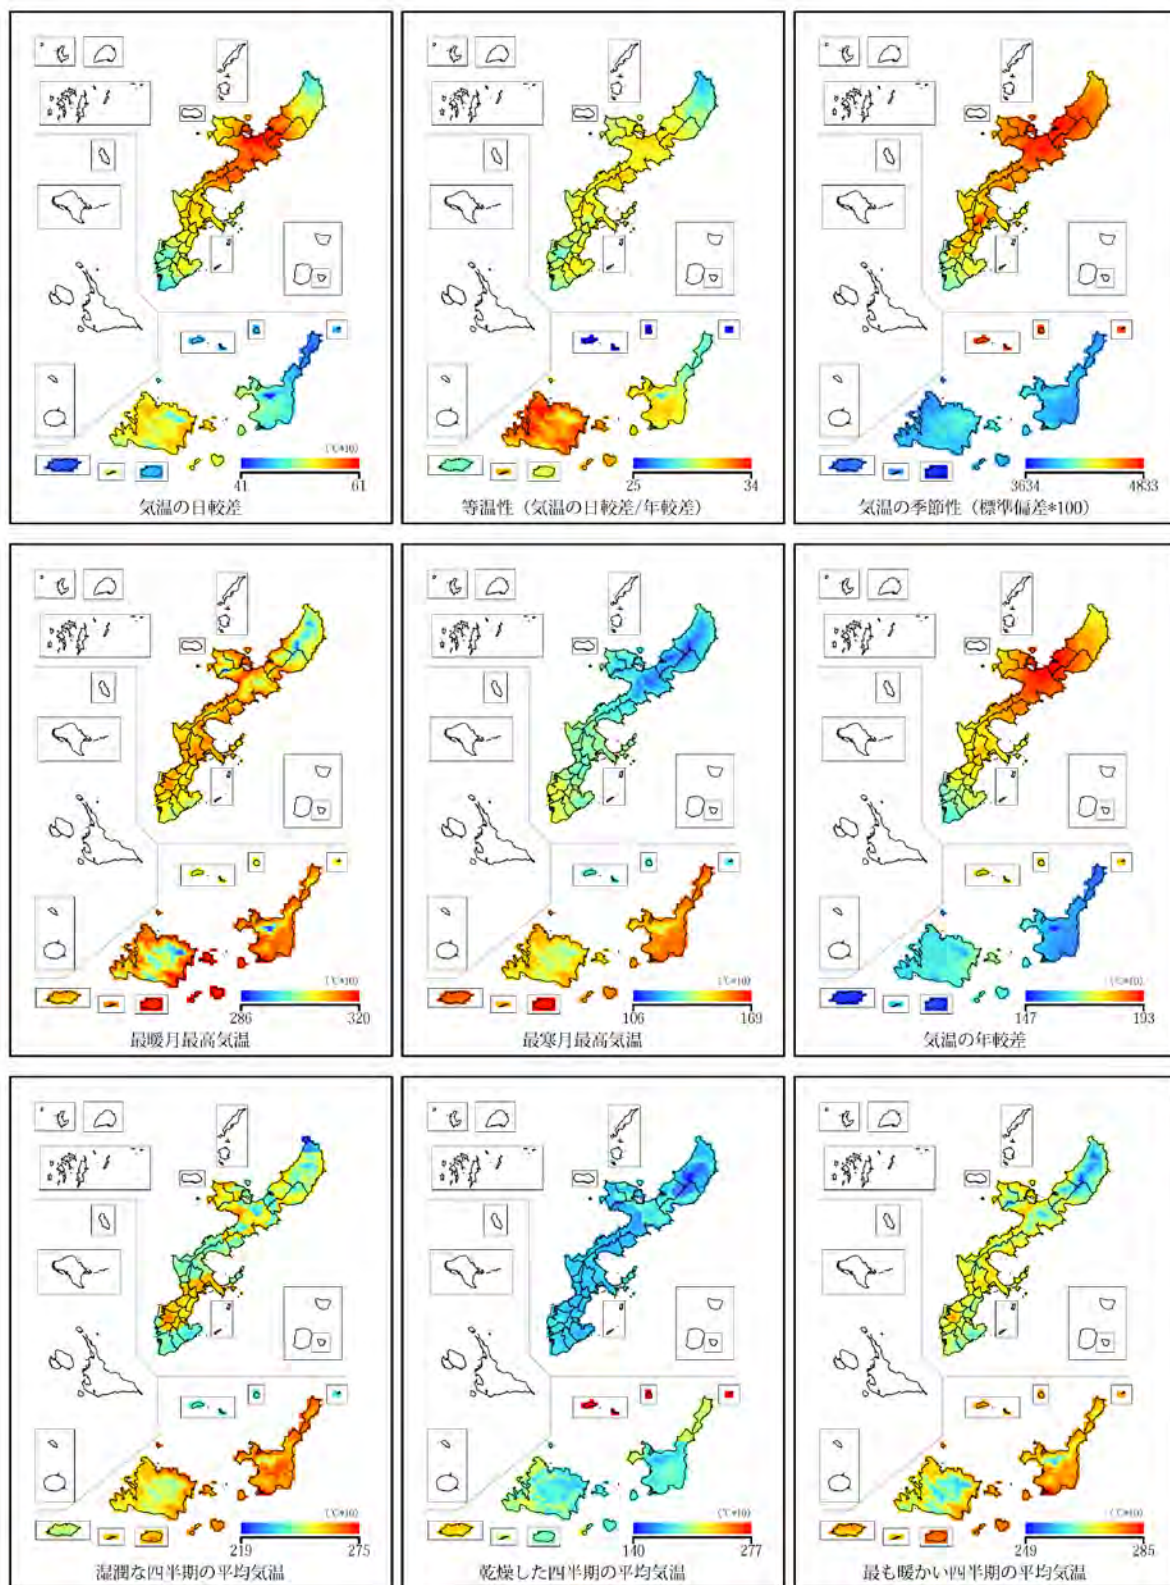 (℃*10)
41 61
気温の日較差
25 34
等温性（気温の日較差/年較差）
3634 4833
気温の季節性（標準偏差*100）
(℃*10)
286 320
最暖月最高気温
(℃*10)
106 169
最寒月最高気温
(℃*10)
147 193
気温の年較差
(℃*10)
219 275
湿潤な四半期の平均気温
(℃*10)
140 277
乾燥した四半期の平均気温
(℃*10)
249 285
最も暖かい四半期の平均気温